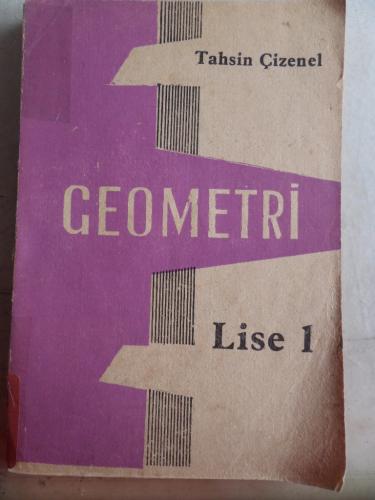 Tahsin Çizenel
GEOMETRİ
Lise 1